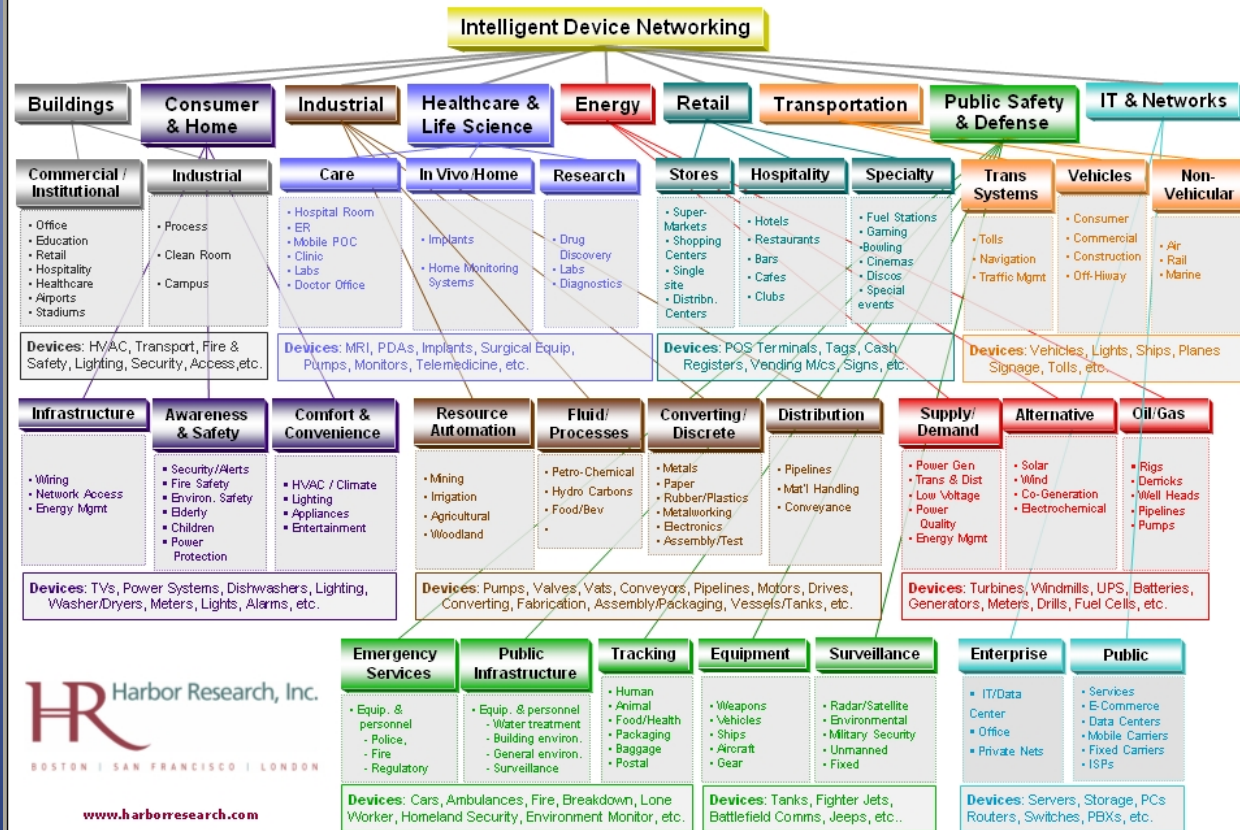 Intelligent Device Networking
Buildings
Consumer
& Home
Industrial
Healthcare &
Life Science
Energy
Retail
Transportation
Public Safety
& Defense
IT & Networks
Commercial /
Institutional
• Office
• Education
• Retail
• Hospitality
• Healthcare
• Airports
• Stadiums
Industrial
• Process
• Clean Room
• Campus
Devices: HVAC, Transport, Fire &
Safety, Lighting, Security, Access,etc.
Care
• Hospital Room
• ER
• Mobile POC
• Clinic
• Labs
• Doctor Office
In Vivo/Home
• Implants
• Home Monitoring
Systems
Research
• Drug
Discovery
• Labs
• Diagnostics
Devices: MRI, PDAs, Implants, Surgical Equip,
Pumps, Monitors, Telemedicine, etc.
Stores
• Super-
Markets
• Shopping
Centers
• Single
site
• Distribn.
Centers
Hospitality
• Hotels
• Restaurants
• Bars
• Cafes
• Clubs
Specialty
• Fuel Stations
• Gaming
•Bowling
• Cinemas
• Discos
• Special
events
Devices: POS Terminals, Tags, Cash
Registers, Vending M/cs, Signs, etc.
Trans
Systems
• Tolls
• Navigation
• Traffic Mgmt
Vehicles
• Consumer
• Commercial
• Construction
• Off-Hiway
Non-
Vehicular
• Air
• Rail
• Marine
Devices: Vehicles, Lights, Ships, Planes
Signage, Tolls, etc.
Infrastructure
• Wiring
• Network Access
• Energy Mgmt
Awareness
& Safety
• Security/Alerts
• Fire Safety
• Environ. Safety
• Elderly
• Children
• Power
Protection
Comfort &
Convenience
• HVAC / Climate
• Lighting
• Appliances
• Entertainment
Devices: TVs, Power Systems, Dishwashers, Lighting,
Washer/Dryers, Meters, Lights, Alarms, etc.
Resource
Automation
• Mining
• Irrigation
• Agricultural
• Woodland
Fluid/
Processes
• Petro-Chemical
• Hydro Carbons
• Food/Bev
•
Converting/
Discrete
• Metals
• Paper
• Rubber/Plastics
• Metalworking
• Electronics
• Assembly/Test
Distribution
• Pipelines
• Mat'l Handling
• Conveyance
Devices: Pumps, Valves, Vats, Conveyors, Pipelines, Motors, Drives,
Converting, Fabrication, Assembly/Packaging, Vessels/Tanks, etc.
Supply/
Demand
• Power Gen
• Trans & Dist
• Low Voltage
• Power
Quality
• Energy Mgmt
Alternative
• Solar
• Wind
• Co-Generation
• Electrochemical
Oil/Gas
• Rigs
• Derricks
• Well Heads
• Pipelines
• Pumps
Devices: Turbines, Windmills, UPS, Batteries,
Generators, Meters, Drills, Fuel Cells, etc.
Emergency
Services
• Equip. &
personnel
- Police,
- Fire
- Regulatory
Public
Infrastructure
• Equip. & personnel
- Water treatment
- Building environ.
- General environ.
- Surveillance
Tracking
• Human
• Animal
• Food/Health
• Packaging
• Baggage
• Postal
Devices: Cars, Ambulances, Fire, Breakdown, Lone
Worker, Homeland Security, Environment Monitor, etc.
Equipment
• Weapons
• Vehicles
• Ships
• Aircraft
• Gear
Surveillance
• Radar/Satellite
• Environmental
• Military Security
• Unmanned
• Fixed
Devices: Tanks, Fighter Jets,
Battlefield Comms, Jeeps, etc..
Enterprise
• IT/Data
Center
• Office
• Private Nets
Public
• Services
• E-Commerce
• Data Centers
• Mobile Carriers
• Fixed Carriers
• ISPs
Devices: Servers, Storage, PCs
Routers, Switches, PBXs, etc.
HR Harbor Research, Inc.
BOSTON | SAN FRANCISCO | LONDON
www.harborresearch.com